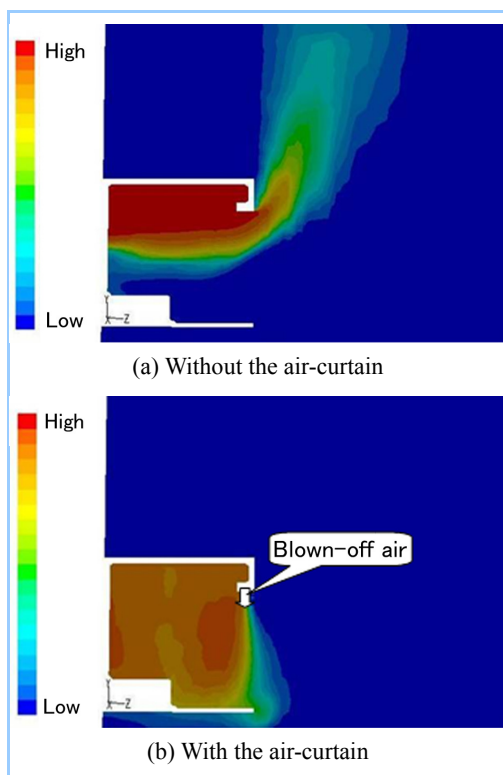 High
Low
Y
X Z
(a) Without the air-curtain
High
Blown-off air
Low
Y
X Z
(b) With the air-curtain